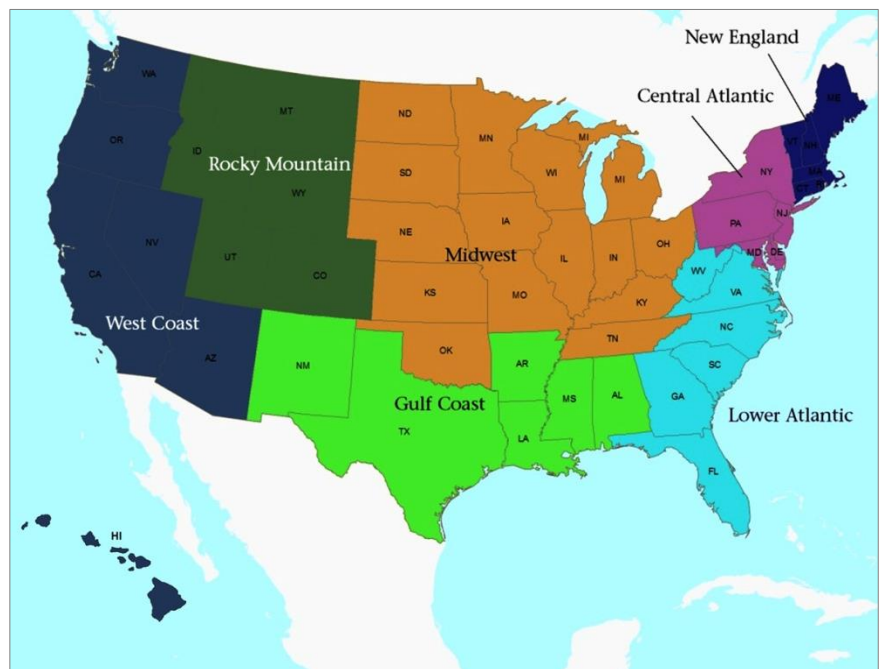 New England
Central Atlantic
WA
MT
ND
MN
MI
ME
VT
NH
OR
ID
Rocky Mountain
SD
WI
MI
NY
MA
CT
RI
WY
NE
IA
PA
NJ
NV
UT
CO
Midwest
IL
IN
OH
MD
DE
WV
CA
KS
MO
KY
VA
West Coast
AZ
NM
OK
AR
TN
NC
SC
Gulf Coast
TX
LA
MS
AL
GA
Lower Atlantic
FL
HI